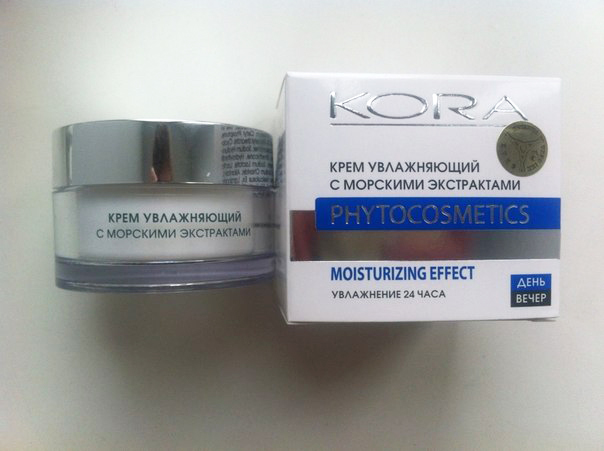 КРЕМ УВЛАЖНЯЮЩИЙ
С МОРСКИМИ ЭКСТРАКТАМИ
KORA
КРЕМ УВЛАЖНЯЮЩИЙ
С МОРСКИМИ ЭКСТРАКТАМИ
PHYTOCOSMETICS
MOISTURIZING EFFECT
УВЛАЖНЕНИЕ 24 ЧАСА
ДЕНЬ
ВЕЧЕР